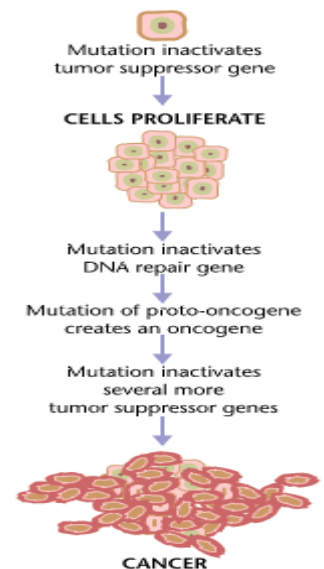 Mutation inactivates
tumor suppressor gene
CELLS PROLIFERATE
Mutation inactivates
DNA repair gene
Mutation of proto-oncogene
creates an oncogene
Mutation inactivates
several more
tumor suppressor genes
CANCER